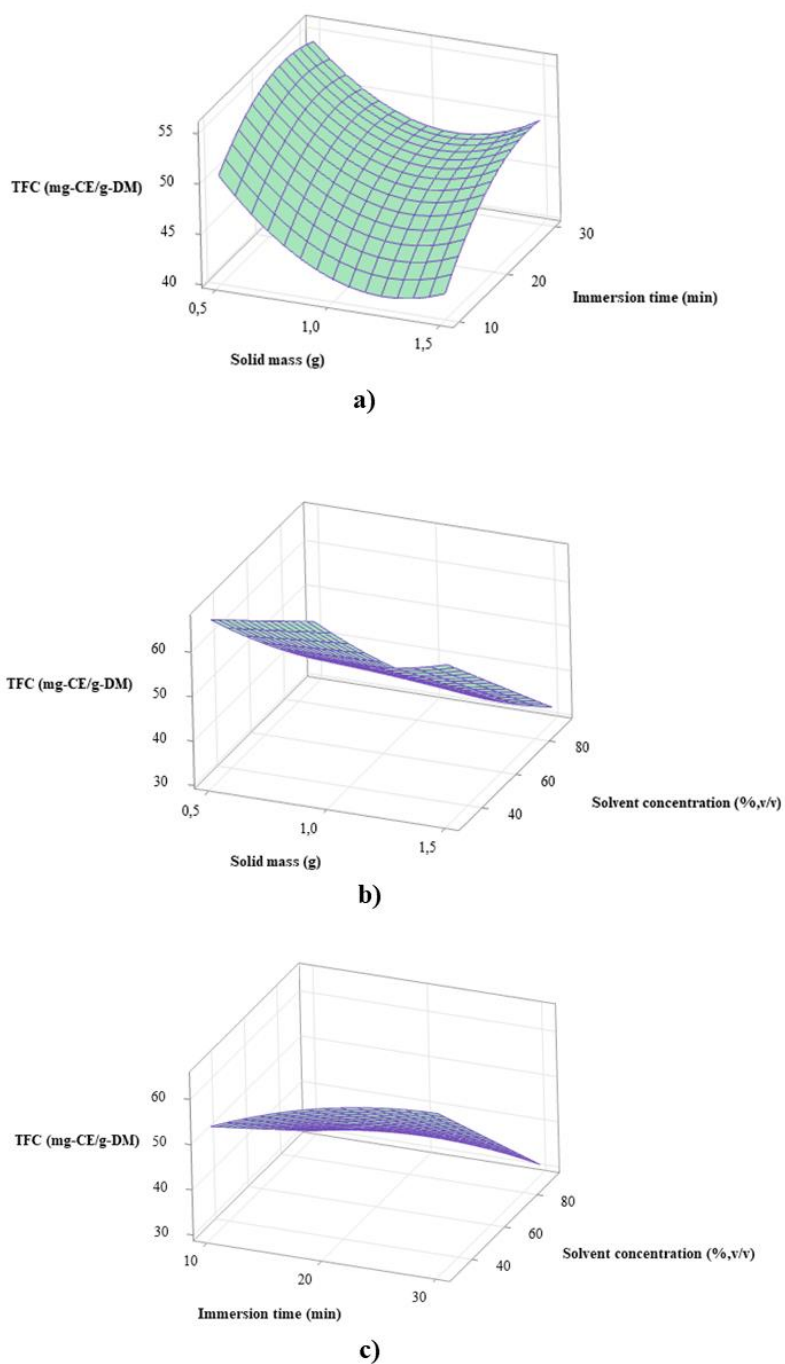 55
TFC (mg-CE/g-DM)
50
45
40
0,5
1,0
1,5
Solid mass (g)
10
20
30
Immersion time (min)
a)
60
TFC (mg-CE/g-DM)
50
40
30
0,5
1,0
1,5
Solid mass (g)
40
60
80
Solvent concentration (%,v/v)
b)
60
TFC (mg-CE/g-DM)
50
40
30
10
20
30
Immersion time (min)
40
60
80
Solvent concentration (%,v/v)
c)